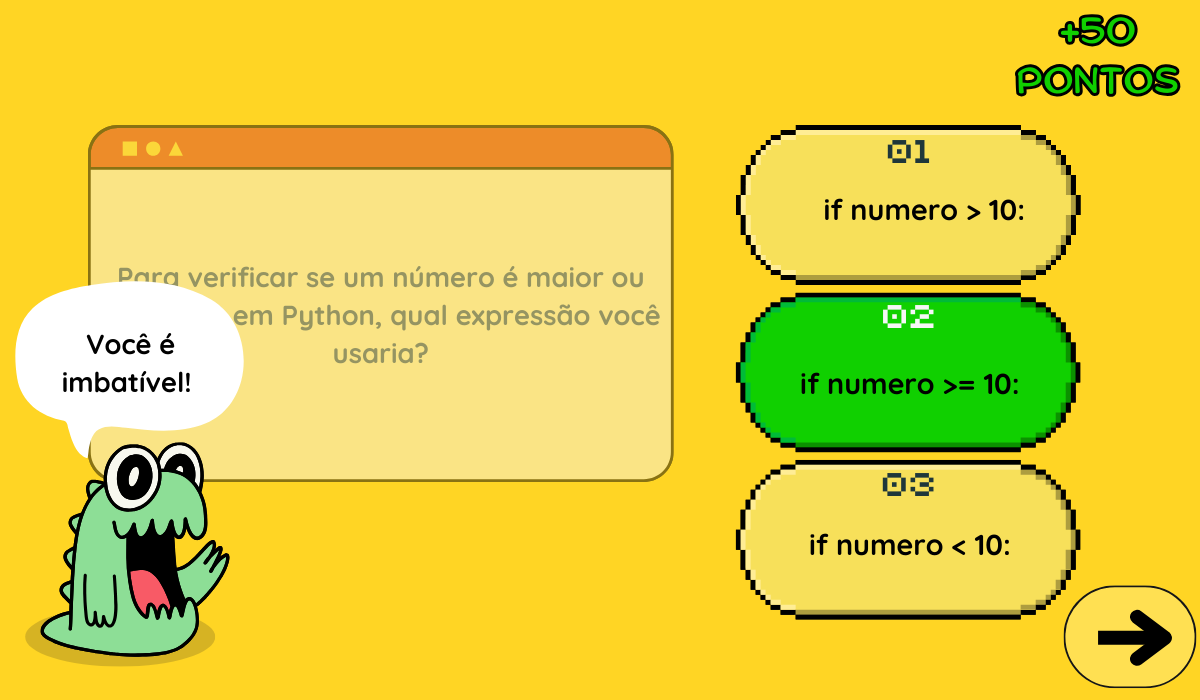 +50
PONTOS
Para verificar se um número é maior ou
em Python, qual expressão você
usaria?
Você é
imbatível!
01
if numero > 10:
02
if numero >= 10:
03
if numero < 10: